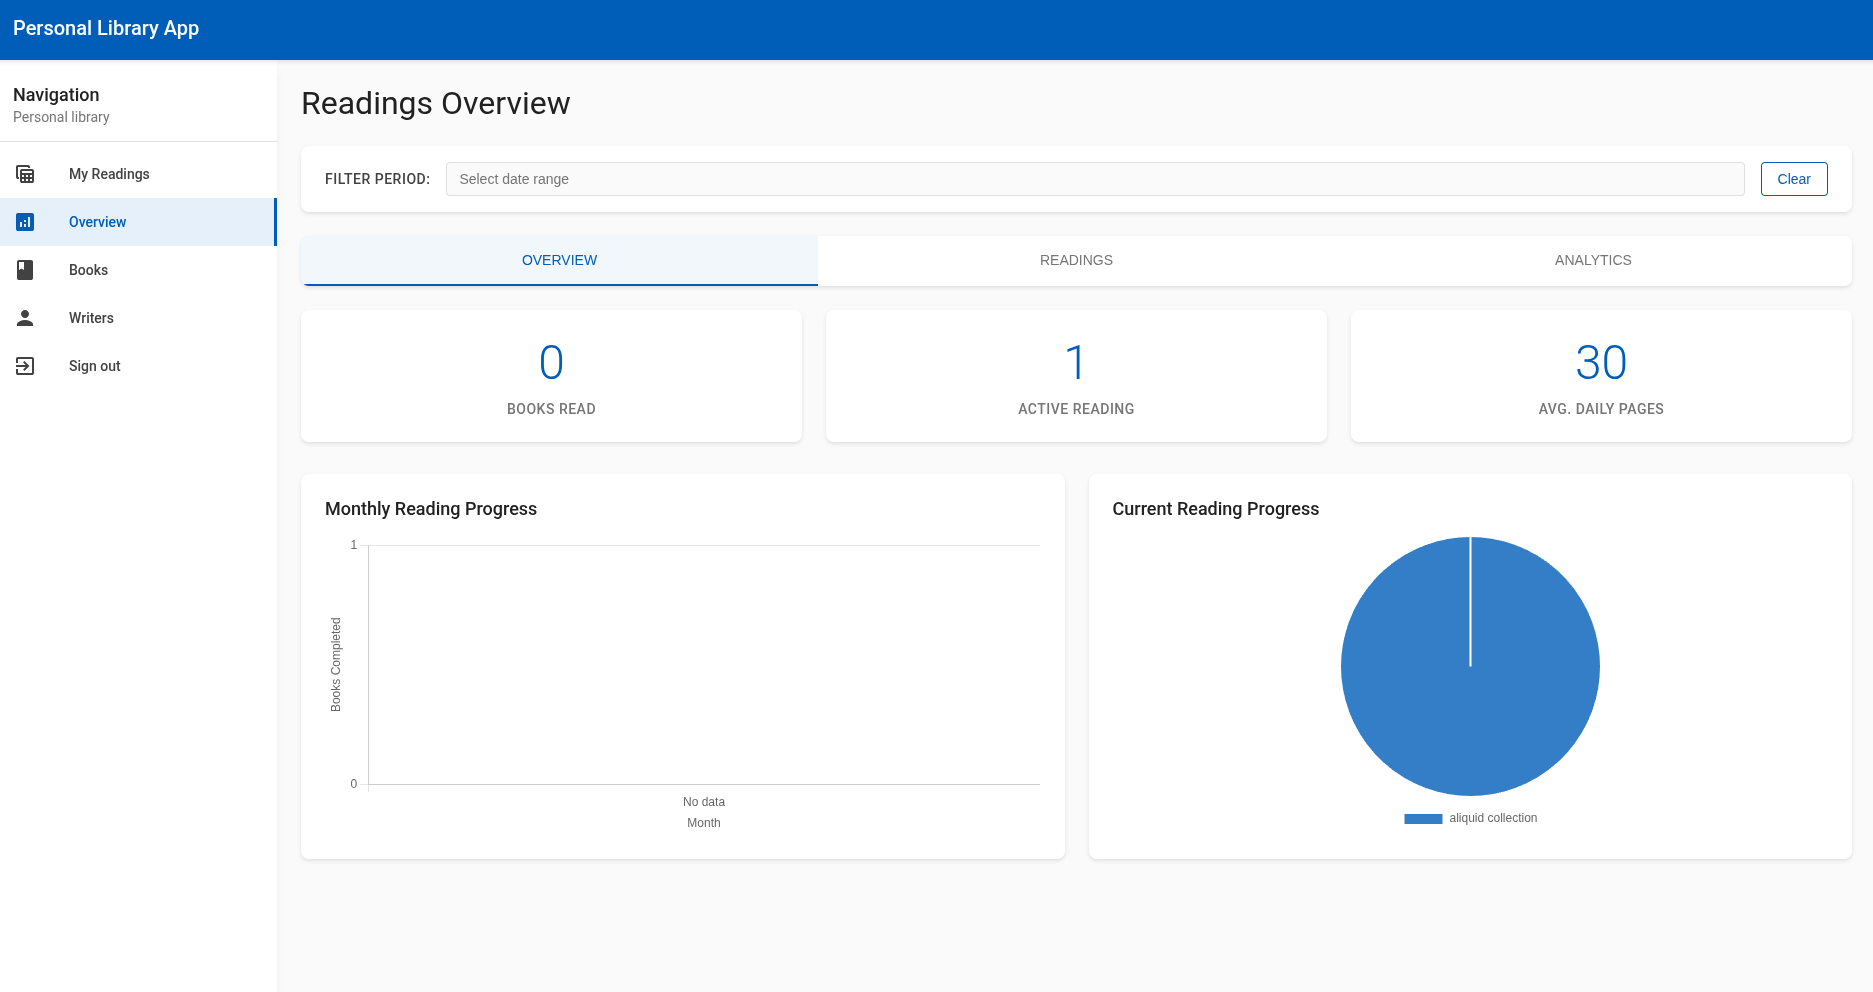 Personal Library App
Navigation
Personal library
My Readings
Overview
Books
Writers
Sign out
Readings Overview
FILTER PERIOD:
Select date range
Clear
OVERVIEW
READINGS
ANALYTICS
0
BOOKS READ
1
ACTIVE READING
30
AVG. DAILY PAGES
Monthly Reading Progress
1
Books Completed
0
No data
Month
Current Reading Progress
aliquid collection